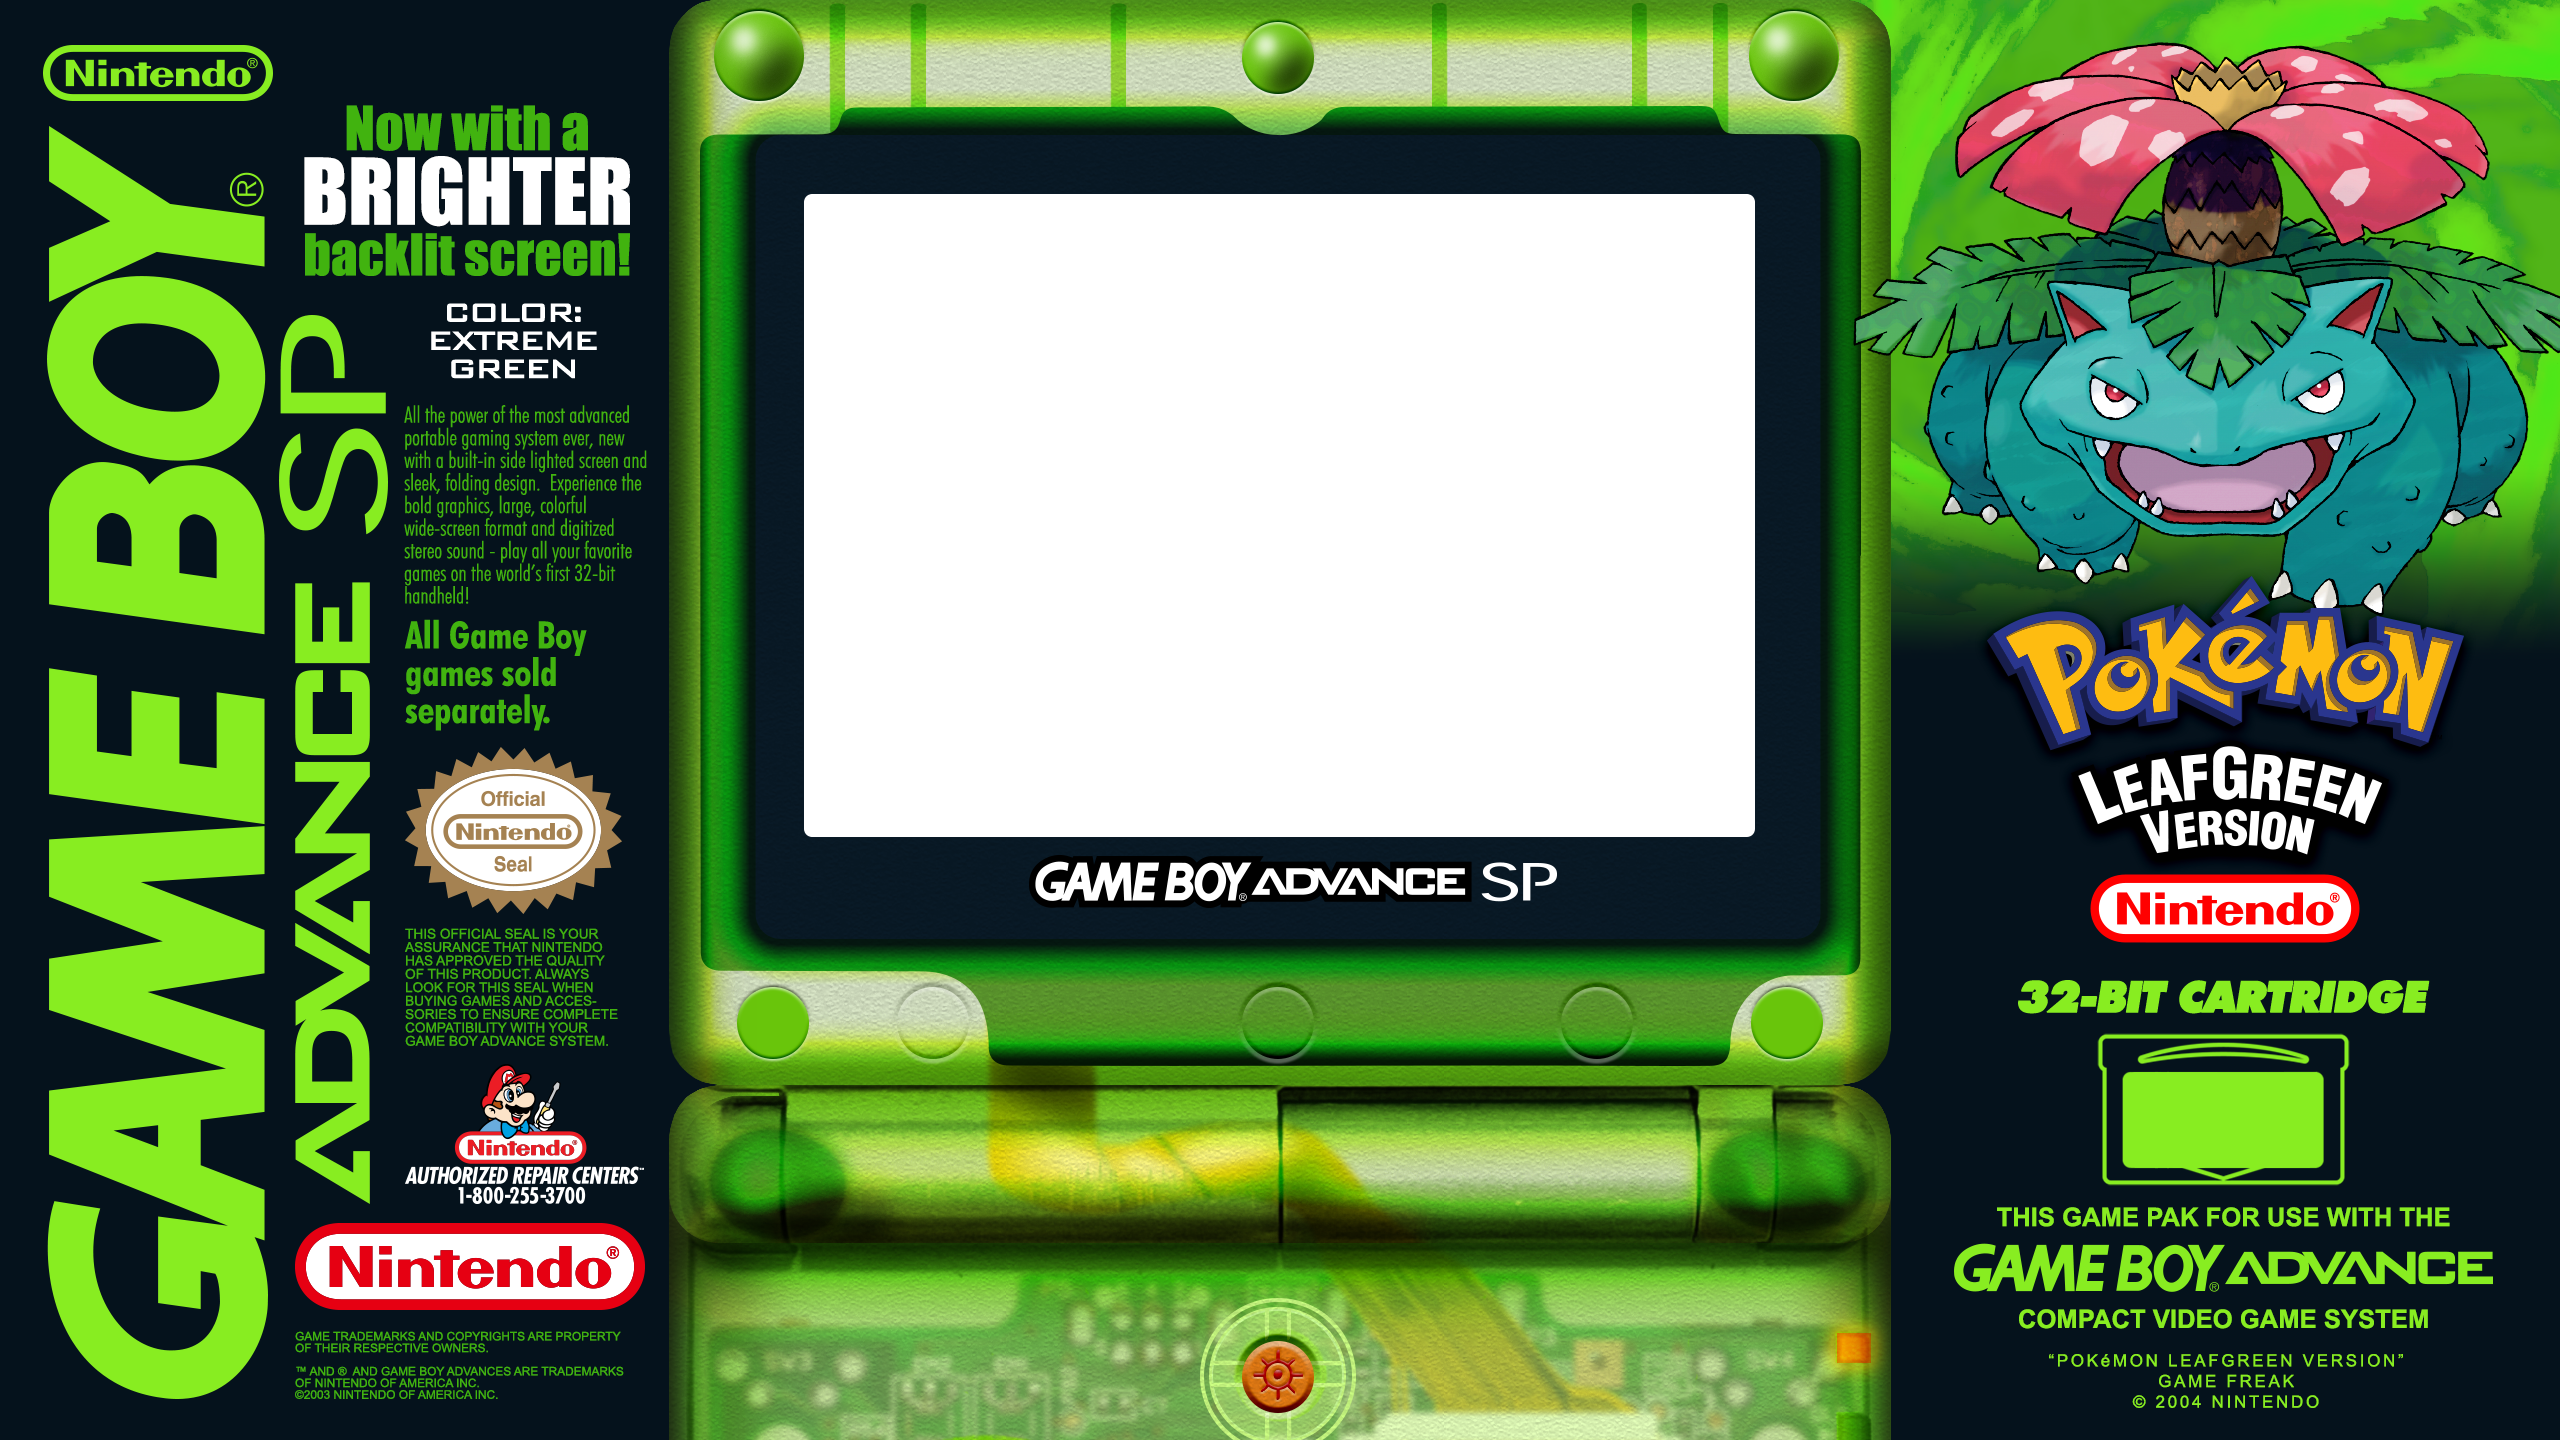 Nintendo®
GAME BOY®
ADVANCE SP
Now with a
BRIGHTER
backlit screen!
COLOR:
EXTREME
GREEN
All the power of the most advanced
portable gaming system ever, new
with a built-in side lighted screen and
sleek, folding design.  Experience the
bold graphics, large, colorful
wide-screen format and digitized
stereo sound - play all your favorite
games on the world's first 32-bit
handheld!
All Game Boy
games sold
separately.
Official
Nintendo®
Seal
THIS OFFICIAL SEAL IS YOUR
ASSURANCE THAT NINTENDO
HAS APPROVED THE QUALITY
OF THIS PRODUCT. ALWAYS
LOOK FOR THIS SEAL WHEN
BUYING GAMES AND ACCES-
SORIES TO ENSURE COMPLETE
COMPATIBILITY WITH YOUR
GAME BOY ADVANCE SYSTEM.
M
Nintendo®
AUTHORIZED REPAIR CENTERS™
1-800-255-3700
Nintendo®
GAME TRADEMARKS AND COPYRIGHTS ARE PROPERTY
OF THEIR RESPECTIVE OWNERS.
™ AND ® AND GAME BOY ADVANCES ARE TRADEMARKS
OF NINTENDO OF AMERICA INC.
©2003 NINTENDO OF AMERICA INC.
GAME BOY® ADVANCE SP
POKéMON
LEAFGREEN
VERSION
Nintendo®
32-BIT CARTRIDGE
THIS GAME PAK FOR USE WITH THE
GAME BOY® ADVANCE
COMPACT VIDEO GAME SYSTEM
“POKéMON LEAFGREEN VERSION”
GAME FREAK
© 2004 NINTENDO